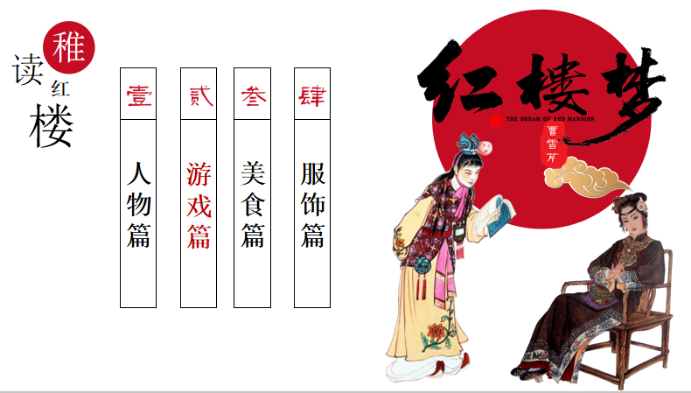 稚
读
红
楼
壹
人物篇
贰
游戏篇
叁
美食篇
肆
服饰篇
红楼梦
THE DREAM OF RED MANSION
曹雪芹